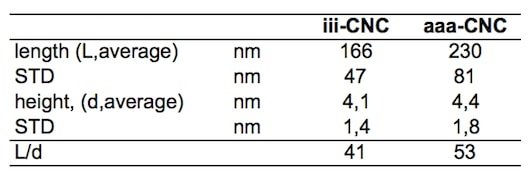 iii-CNC aaa-CNC
length (L,average) nm 166 230
STD nm 47 81
height, (d,average) nm 4,1 4,4
STD nm 1,4 1,8
L/d 41 53